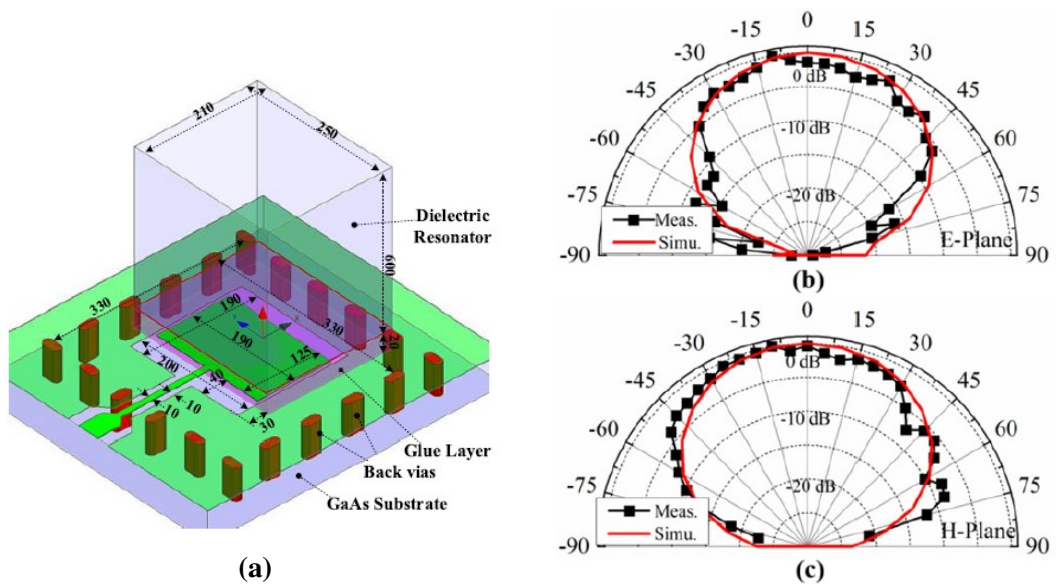 210
250
Dielectric
Resonator
600
330
190
330
20
190
125
200
40
10
10
30
Glue Layer
Back vias
GaAs Substrate
(a)
-15
0
15
-30
30
-45
45
-60
60
-75
75
-90
90
0 dB
-10 dB
-20 dB
Meas.
Simu.
E-Plane
(b)
-15
0
15
-30
30
-45
45
-60
60
-75
75
-90
90
0 dB
-10 dB
-20 dB
Meas.
Simu.
H-Plane
(c)